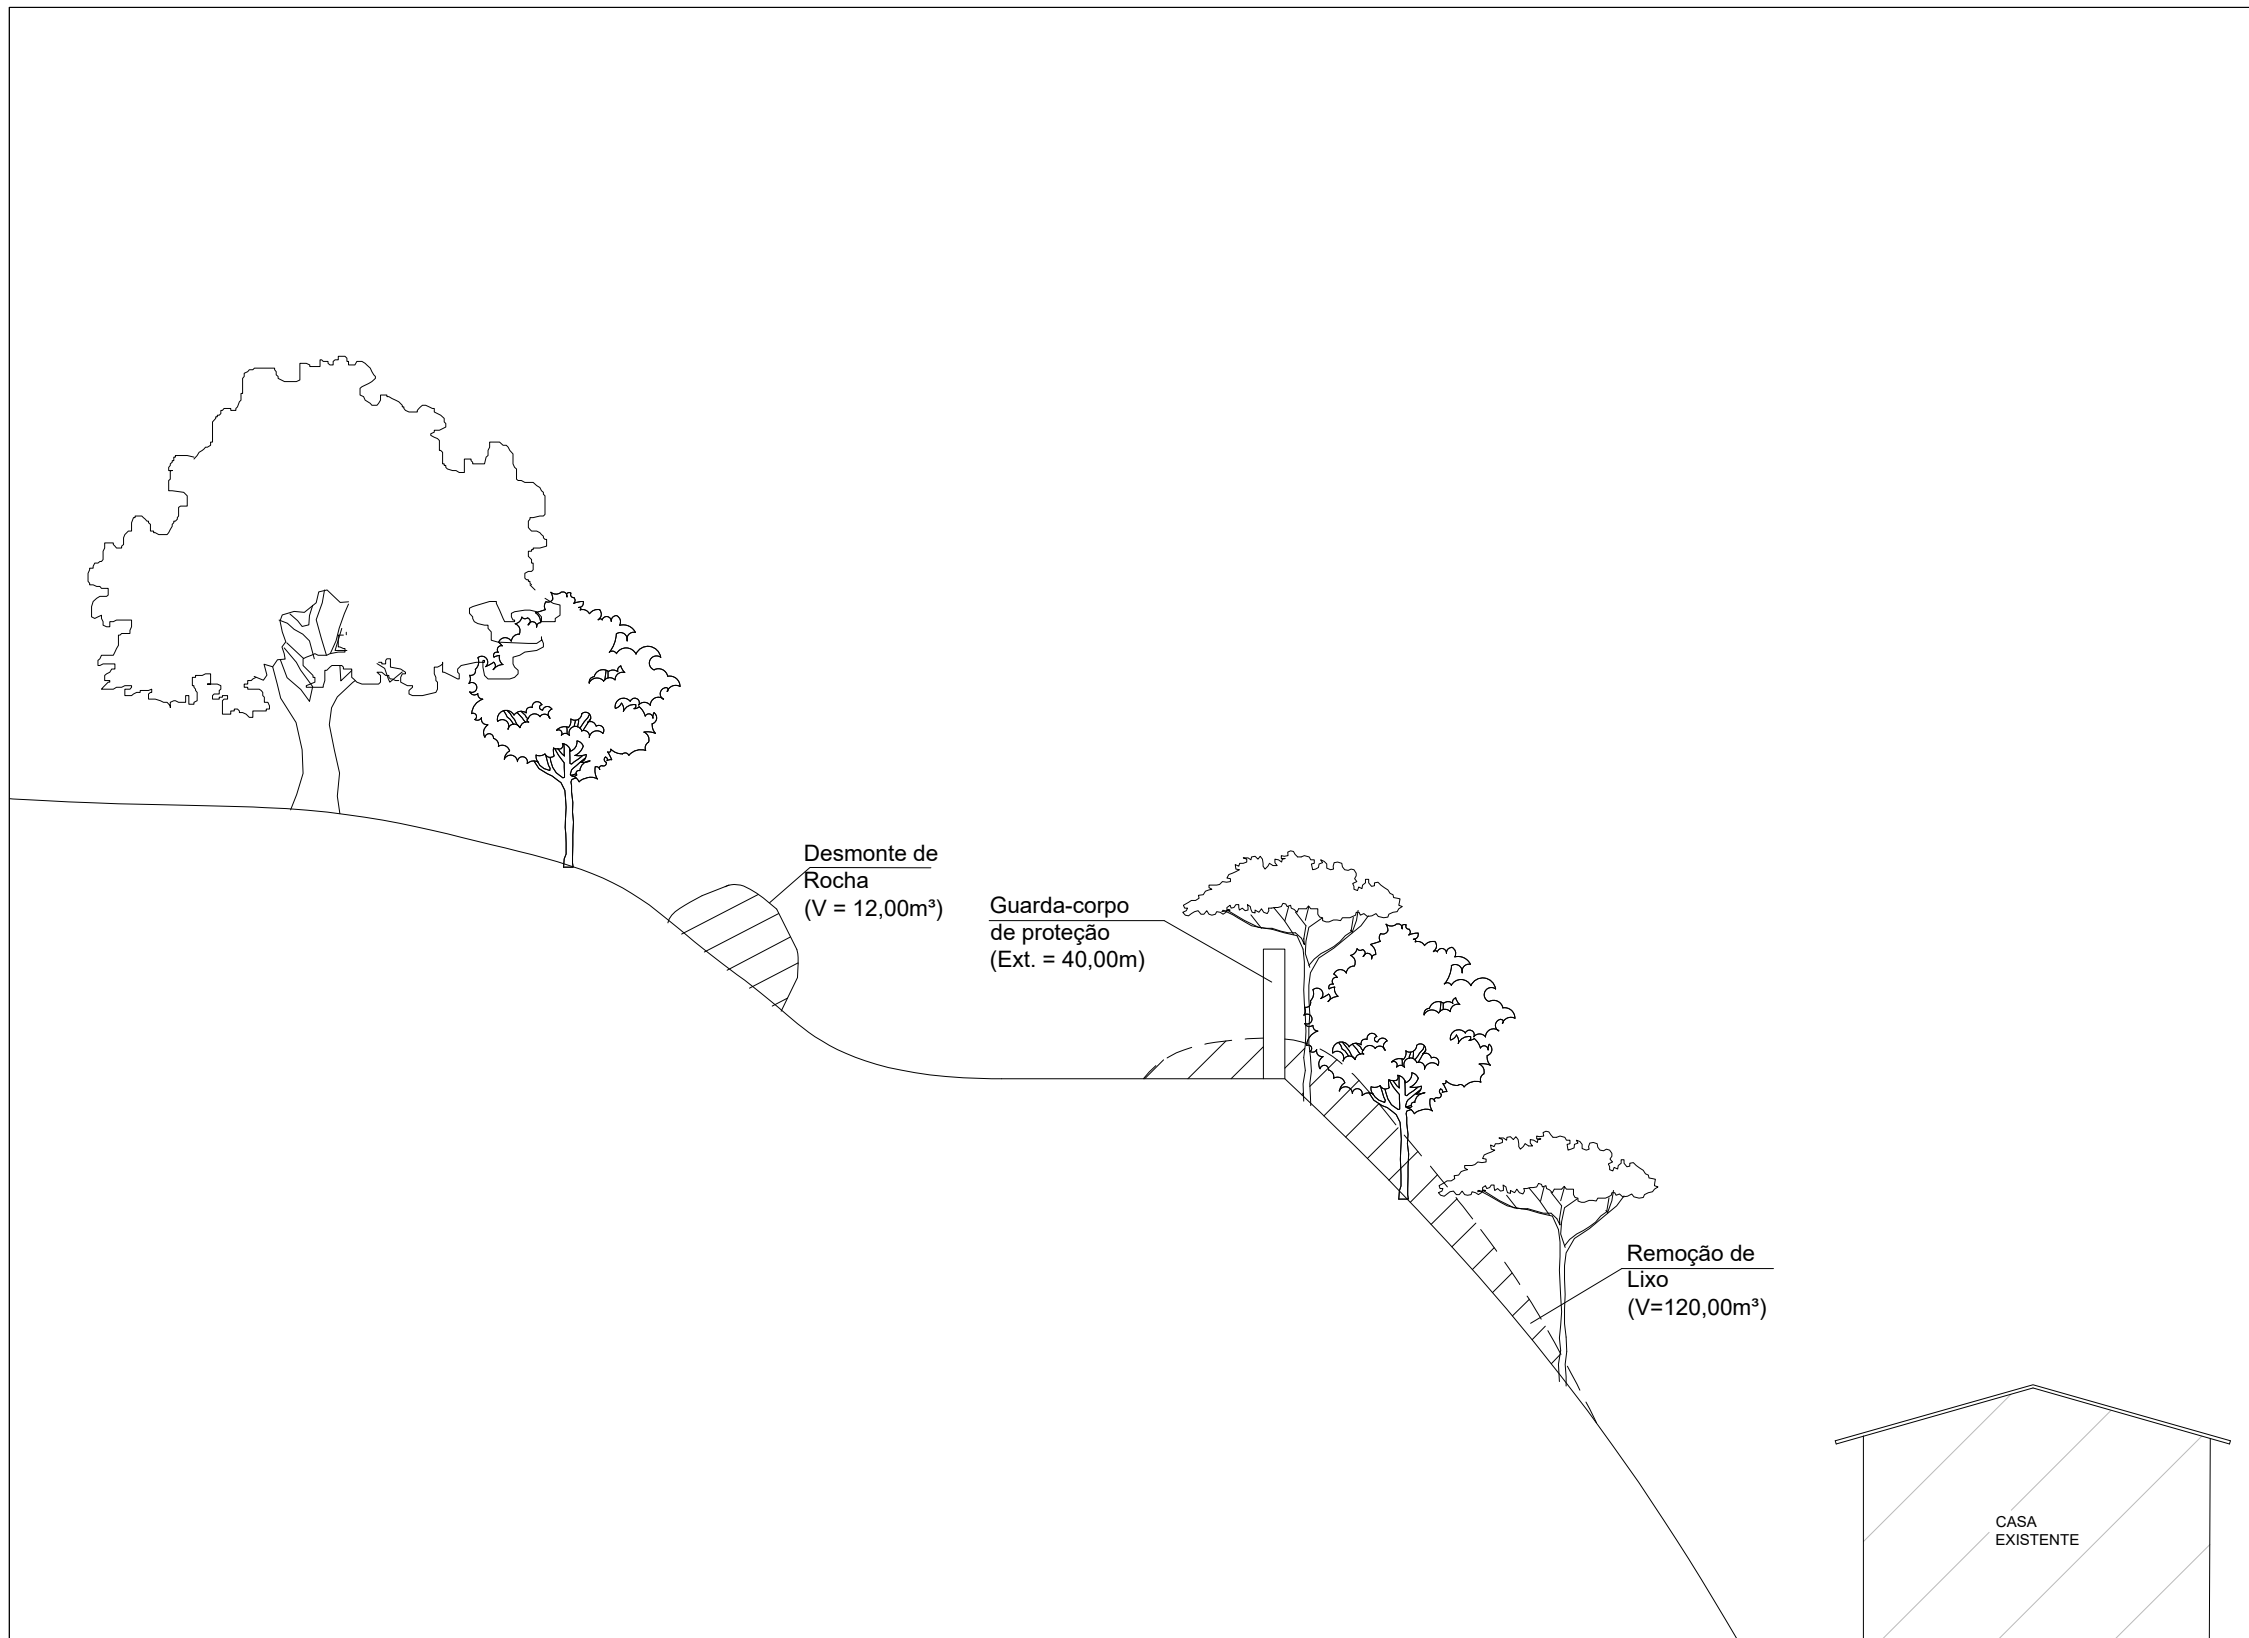 Desmonte de
Rocha
(V = 12,00m³)
Guarda-corpo
de proteção
(Ext. = 40,00m)
Remoção de
Lixo
(V=120,00m³)
CASA
EXISTENTE